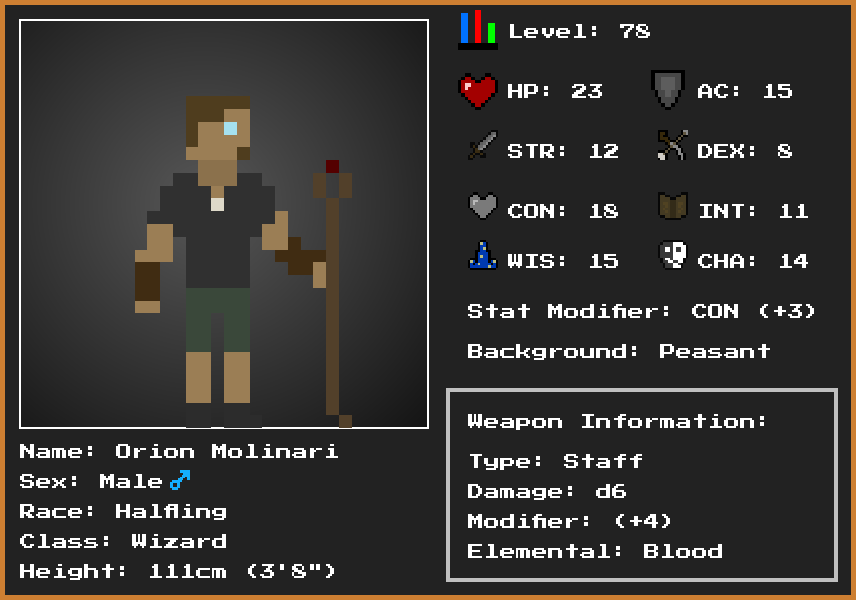 Level: 78
HP: 23
AC: 15
STR: 12
DEX: 8
CON: 18
INT: 11
WIS: 15
CHA: 14
Stat Modifier: CON (+3)
Background: Peasant
Weapon Information:
Type: Staff
Damage: d6
Modifier: (+4)
Elemental: Blood
Name: Orion Molinari
Sex: Male♂
Race: Halfling
Class: Wizard
Height: 111cm (3'8")